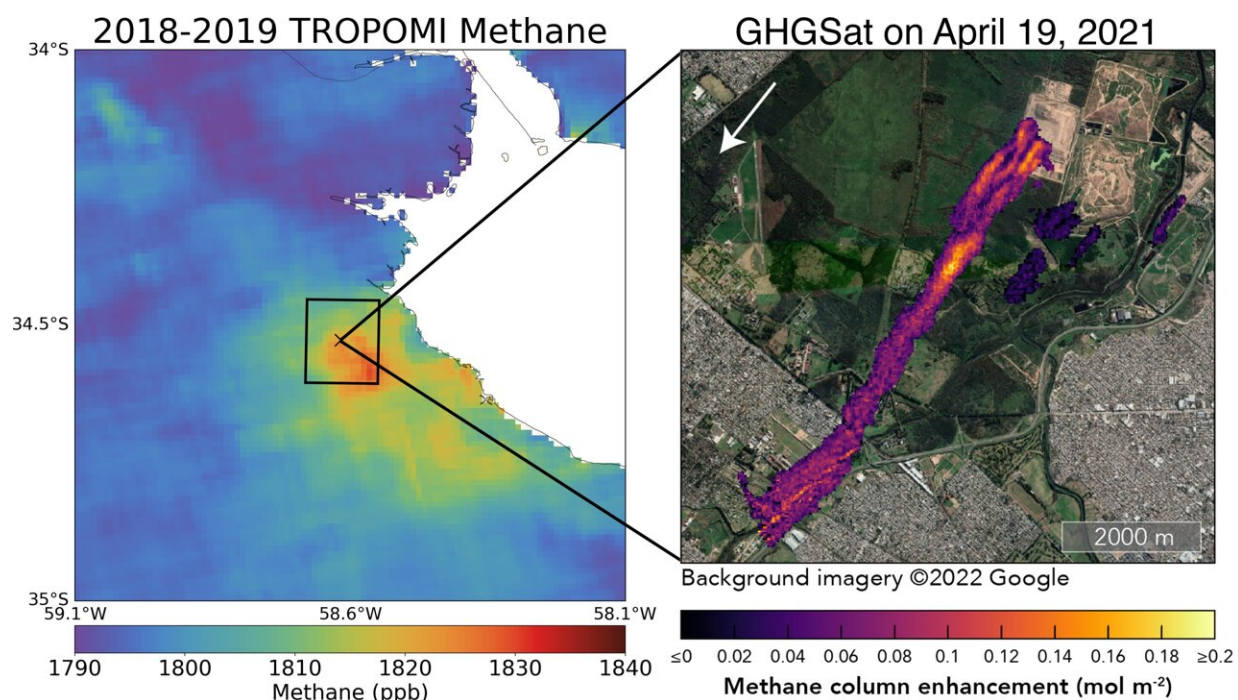 2018-2019 TROPOMI Methane
34°S
34.5°S
35°S
59.1°W 58.6°W 58.1°W
1790 1800 1810 1820 1830 1840
Methane (ppb)
GHGSat on April 19, 2021
2000 m
Background imagery ©2022 Google
≤0 0.02 0.04 0.06 0.08 0.1 0.12 0.14 0.16 0.18 ≥0.2
Methane column enhancement (mol m⁻²)